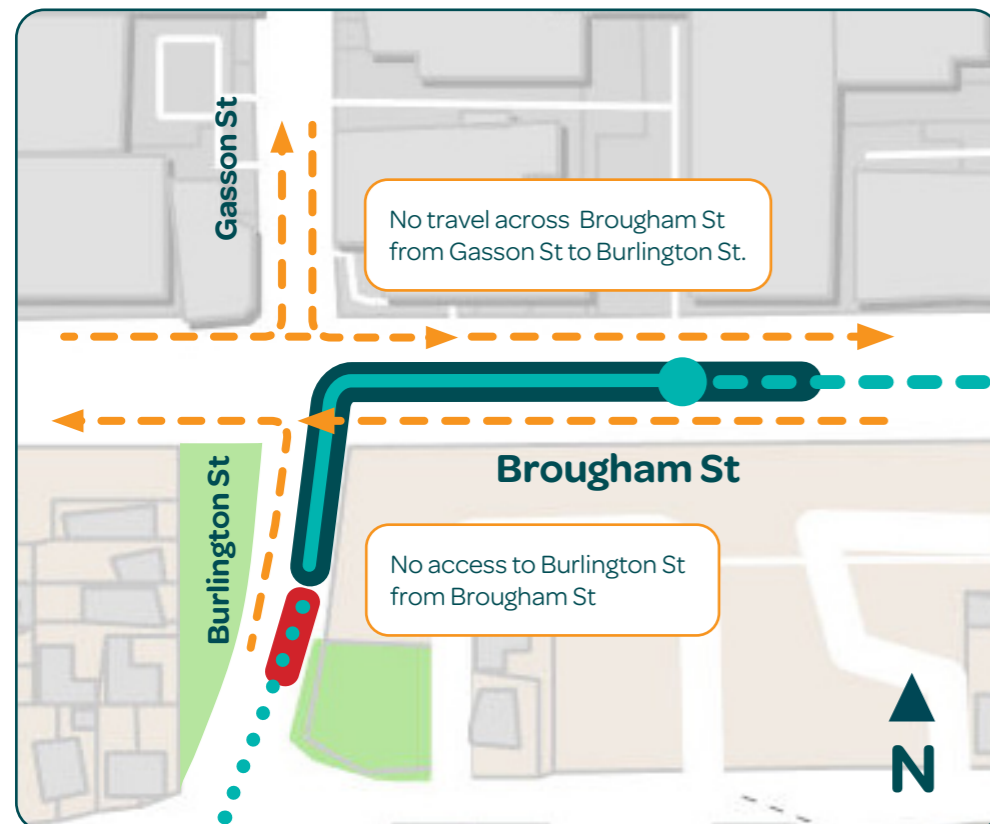 Gasson St
No travel across Brougham St
from Gasson St to Burlington St.
Brougham St
Burlington St
No access to Burlington St
from Brougham St
N